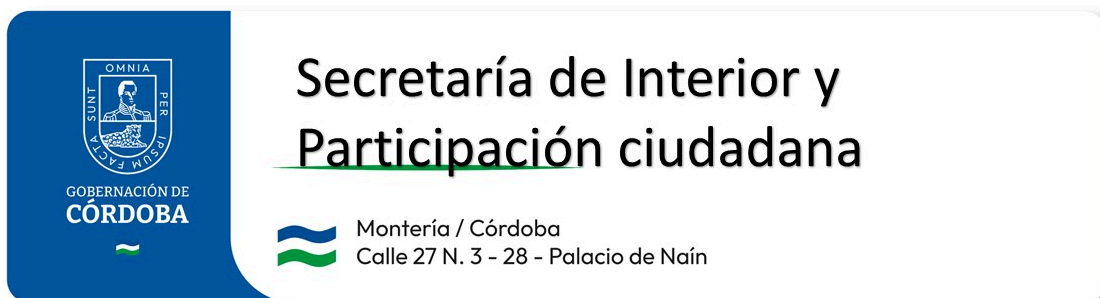 OMNIA
SUNT
PER
IPSUM FACTA
GOBERNACIÓN DE
CÓRDOBA
Secretaría de Interior y
Participación ciudadana
Montería / Córdoba
Calle 27 N. 3 - 28 - Palacio de Naín